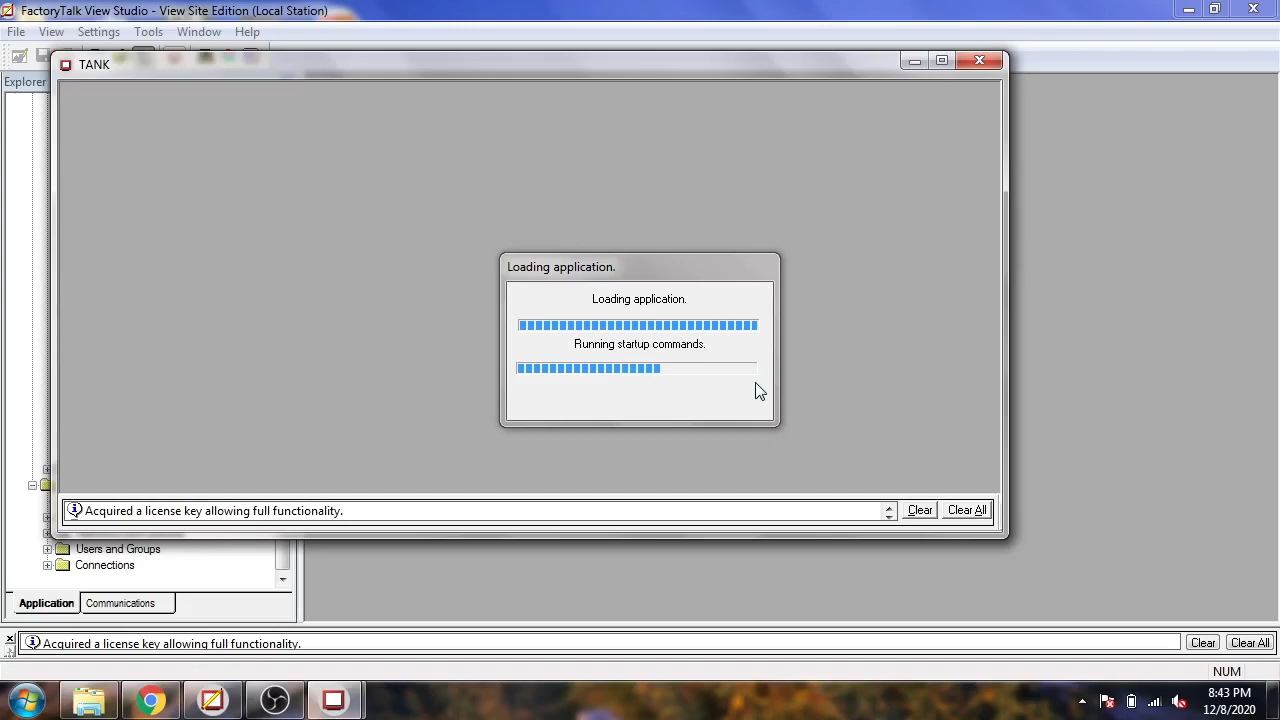 FactoryTalk View Studio - View Site Edition (Local Station)
File View Settings Tools Window Help
TANK
Explorer
Loading application.
Loading application.
Running startup commands.
Acquired a license key allowing full functionality.
Clear
Clear All
Users and Groups
Connections
Application
Communications
Acquired a license key allowing full functionality.
Clear
Clear All
NUM
8:43 PM
12/8/2020